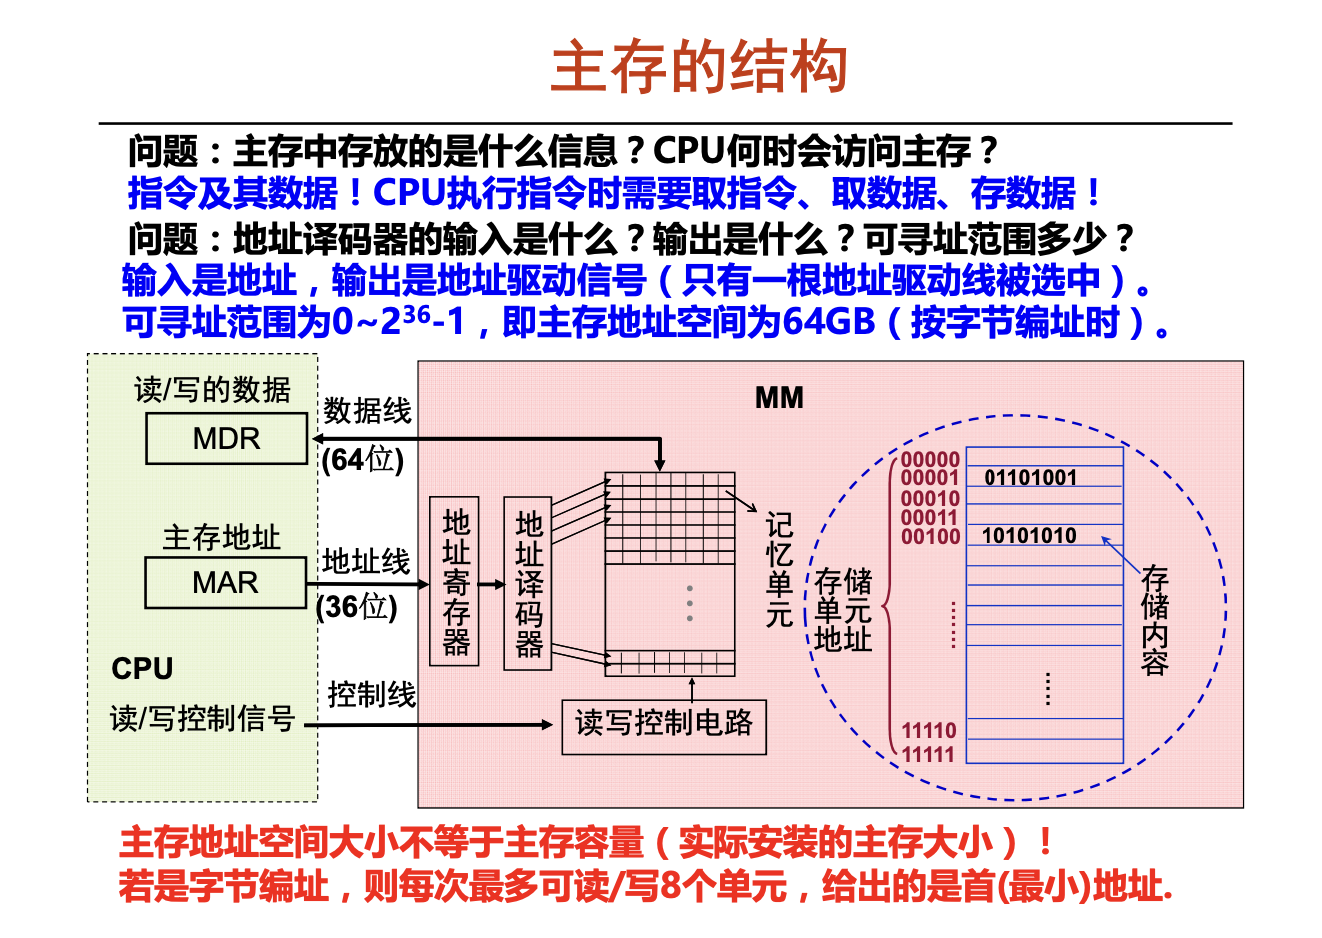 主存的结构
问题：主存中存放的是什么信息？CPU何时会访问主存？
指令及其数据！CPU执行指令时需要取指令、取数据、存数据！
问题：地址译码器的输入是什么？输出是什么？可寻址范围多少？
输入是地址，输出是地址驱动信号（只有一根地址驱动线被选中）。
可寻址范围为0~2³⁶-1，即主存地址空间为64GB（按字节编址时）。
读/写的数据
MDR
主存地址
MAR
CPU
读/写控制信号
数据线
(64位)
地址线
(36位)
控制线
MM
地址寄存器
地址译码器
记忆单元
读写控制电路
存储
单元
地址
00000
00001 01101001
00010
00011
00100 10101010
……
……
11110
11111
存储内容
主存地址空间大小不等于主存容量（实际安装的主存大小）！
若是字节编址，则每次最多可读/写8个单元，给出的是首(最小)地址.